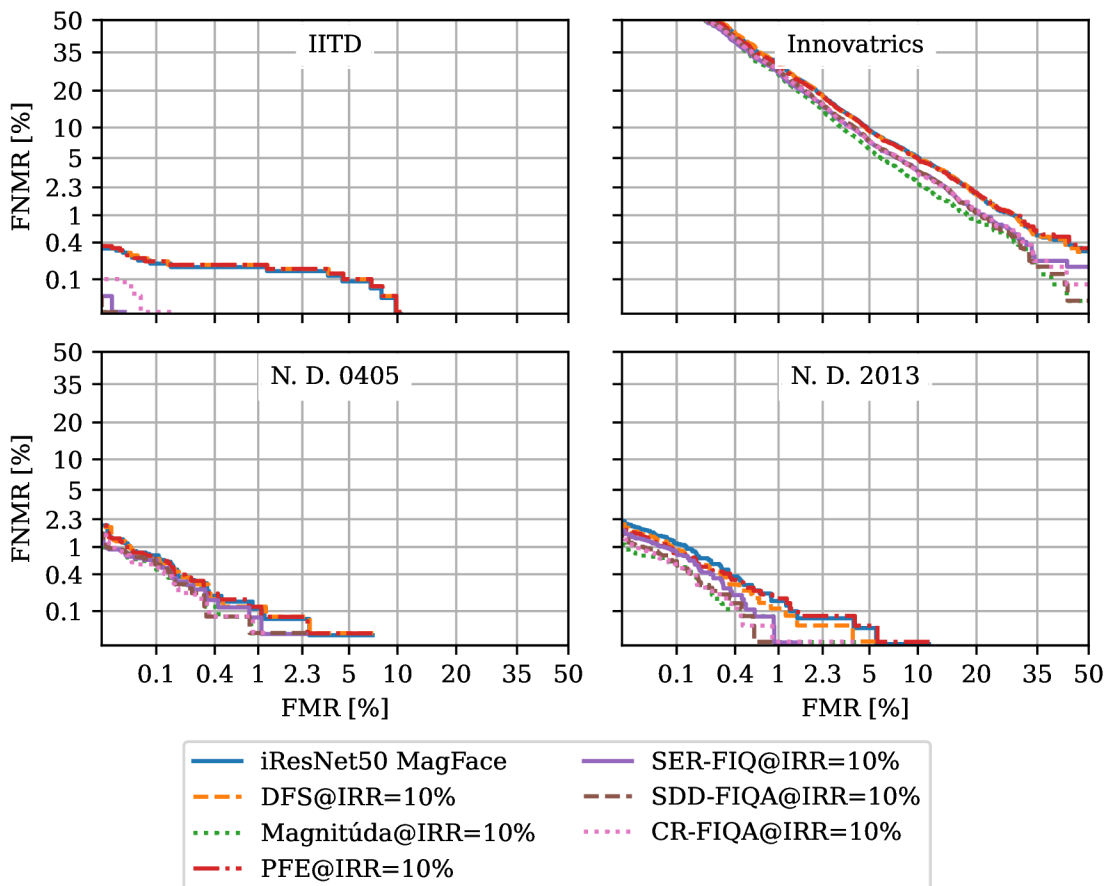 IITD
Innovatrics
FNMR [%]
50
35
20
10
5
2.3
1
0.4
0.1
N. D. 0405
N. D. 2013
FNMR [%]
50
35
20
10
5
2.3
1
0.4
0.1
0.1 0.4 1 2.3 5 10 20 35 50
0.1 0.4 1 2.3 5 10 20 35 50
FMR [%]
FMR [%]
iResNet50 MagFace
DFS@IRR=10%
Magnitúda@IRR=10%
PFE@IRR=10%
SER-FIQ@IRR=10%
SDD-FIQA@IRR=10%
CR-FIQA@IRR=10%